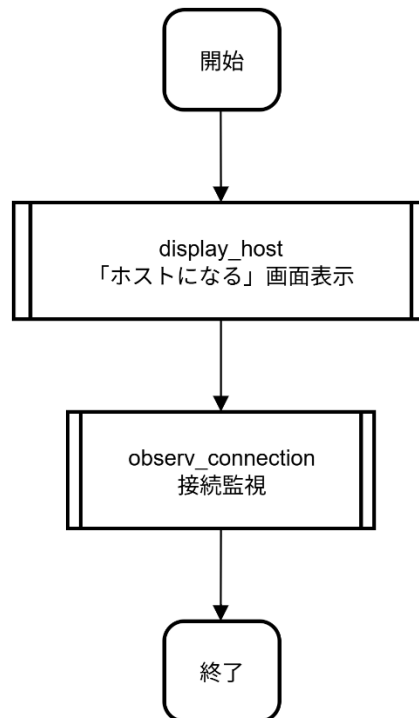 開始
display_host
「ホストになる」画面表示
observ_connection
接続監視
終了